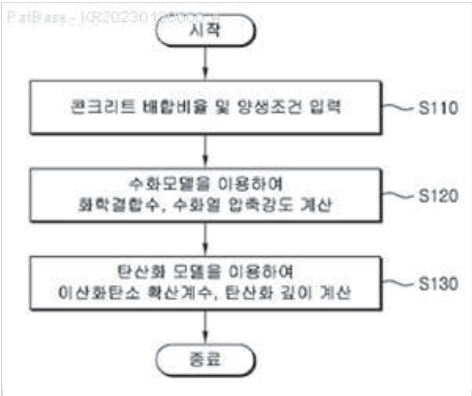 PatBase - KR20230
시작
콘크리트 배합비율 및 양생조건 입력
S110
수화모델을 이용하여
화학결합수, 수화열 압축강도 계산
S120
탄산화 모델을 이용하여
이산화탄소 확산계수, 탄산화 깊이 계산
S130
종료